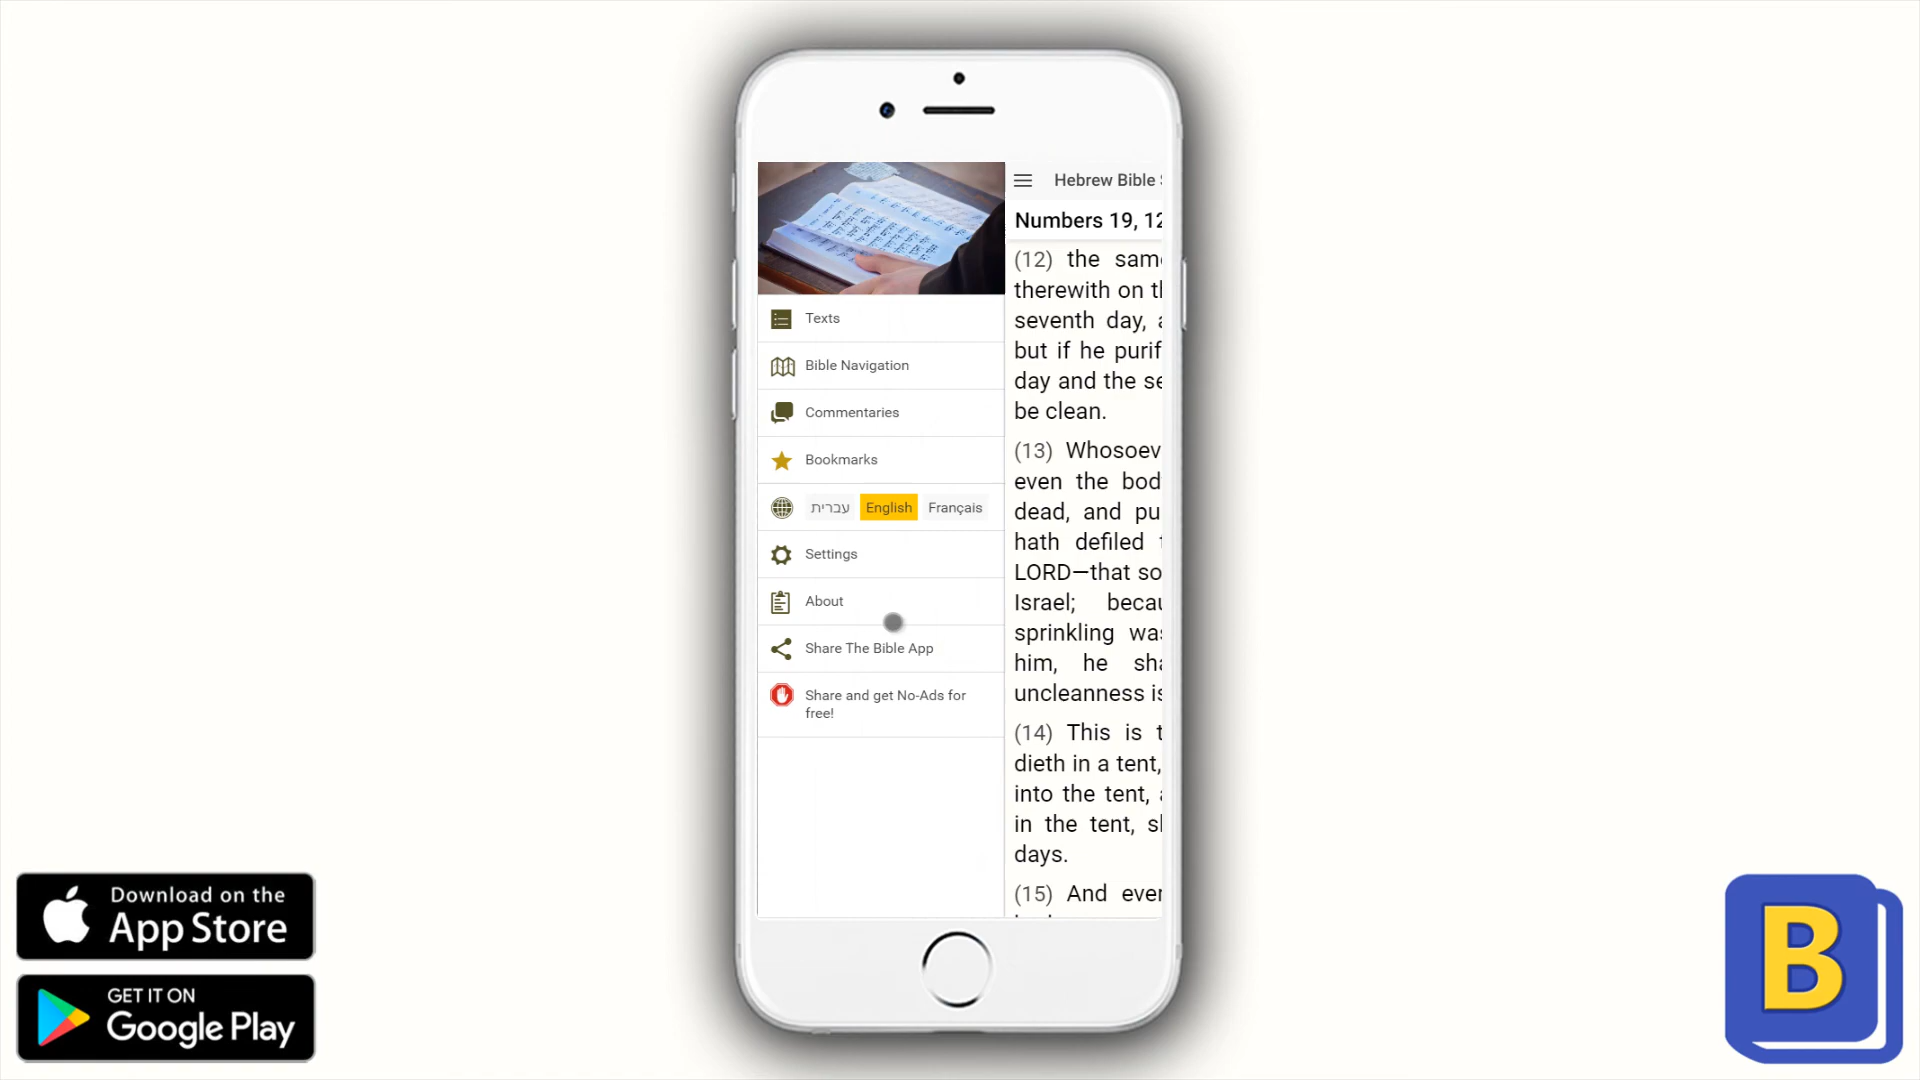 Hebrew Bible
Numbers 19, 12
Texts
Bible Navigation
Commentaries
Bookmarks
עברית English Français
Settings
About
Share The Bible App
Share and get No-Ads for
free!
(12) the same
therewith on
seventh day,
but if he purif
day and the se
be clean.
(13) Whosoev
even the bod
dead, and pu
hath defiled
LORD—that so
Israel; becau
sprinkling was
him, he sha
uncleanness is
(14) This is t
dieth in a tent,
into the tent,
in the tent, sh
days.
(15) And ever
Download on the
App Store
GET IT ON
Google Play
B